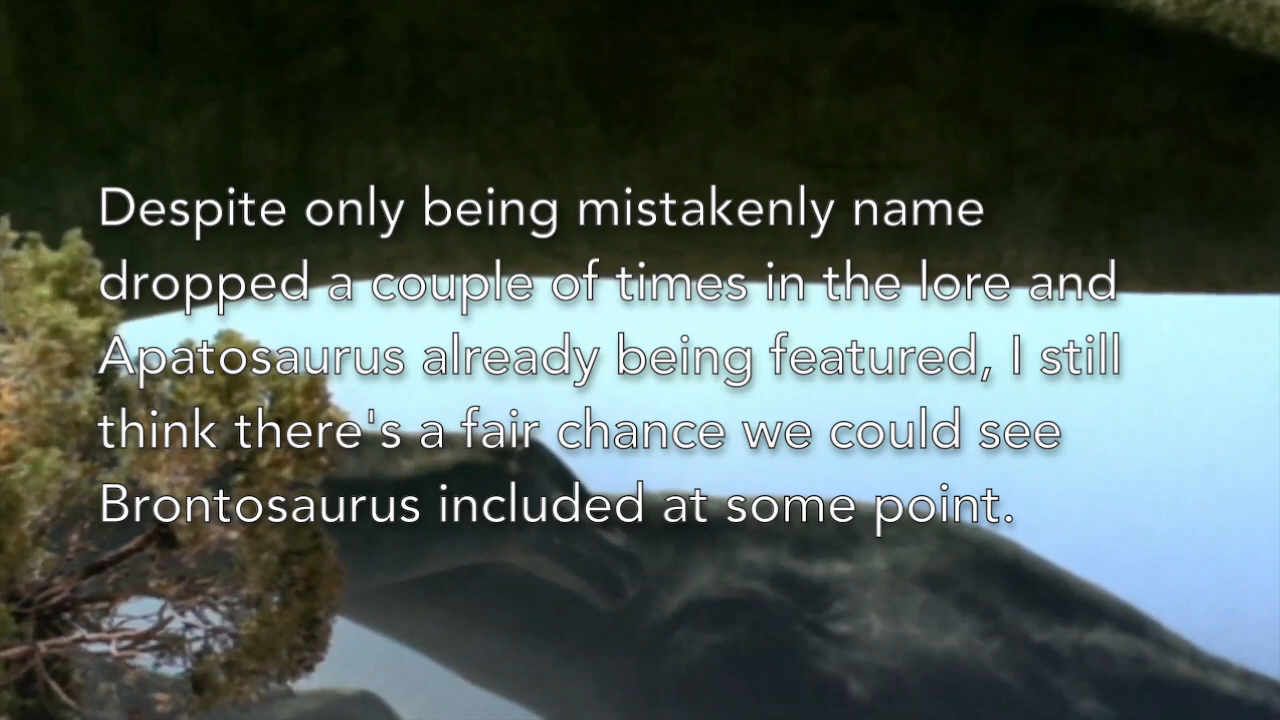 Despite only being mistakenly name
dropped a couple of times in the lore and
Apatosaurus already being featured, I still
think there's a fair chance we could see
Brontosaurus included at some point.